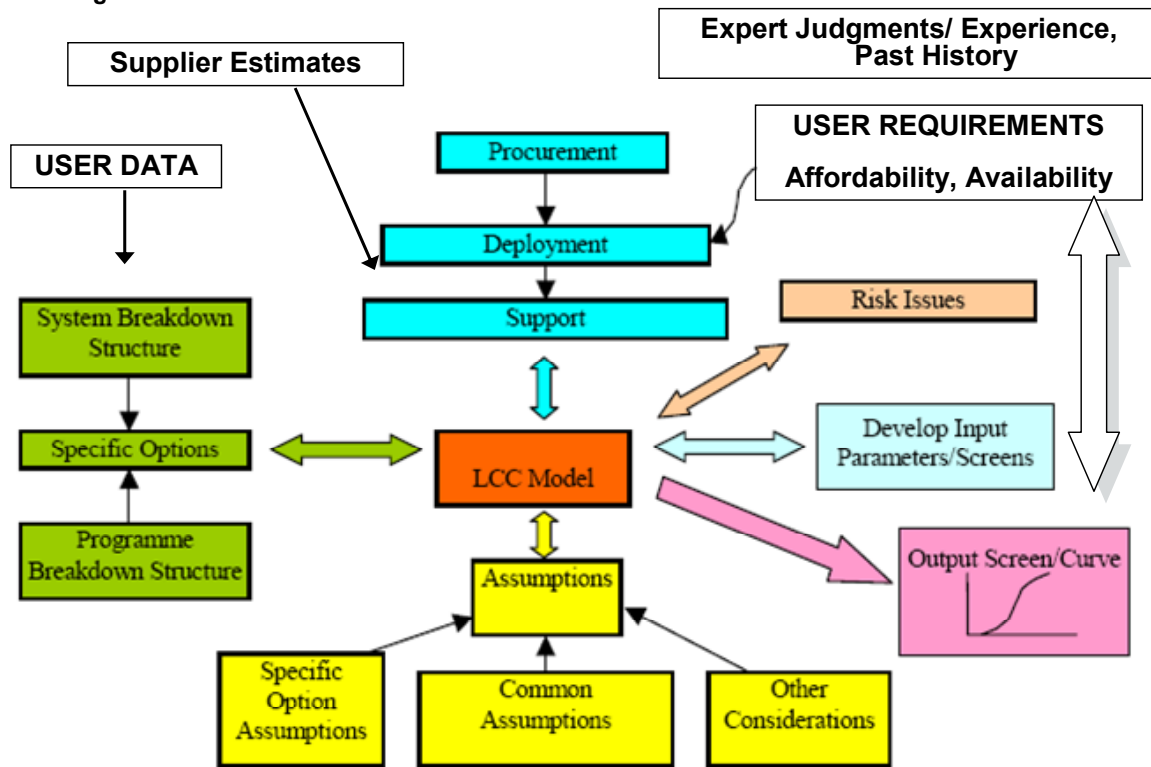 Expert Judgments/ Experience,
Past History
Supplier Estimates
USER REQUIREMENTS
Affordability, Availability
USER DATA
Procurement
Deployment
Support
Risk Issues
System Breakdown
Structure
Specific Options
Programme
Breakdown Structure
LCC Model
Develop Input
Parameters/Screens
Output Screen/Curve
Assumptions
Specific
Option
Assumptions
Common
Assumptions
Other
Considerations